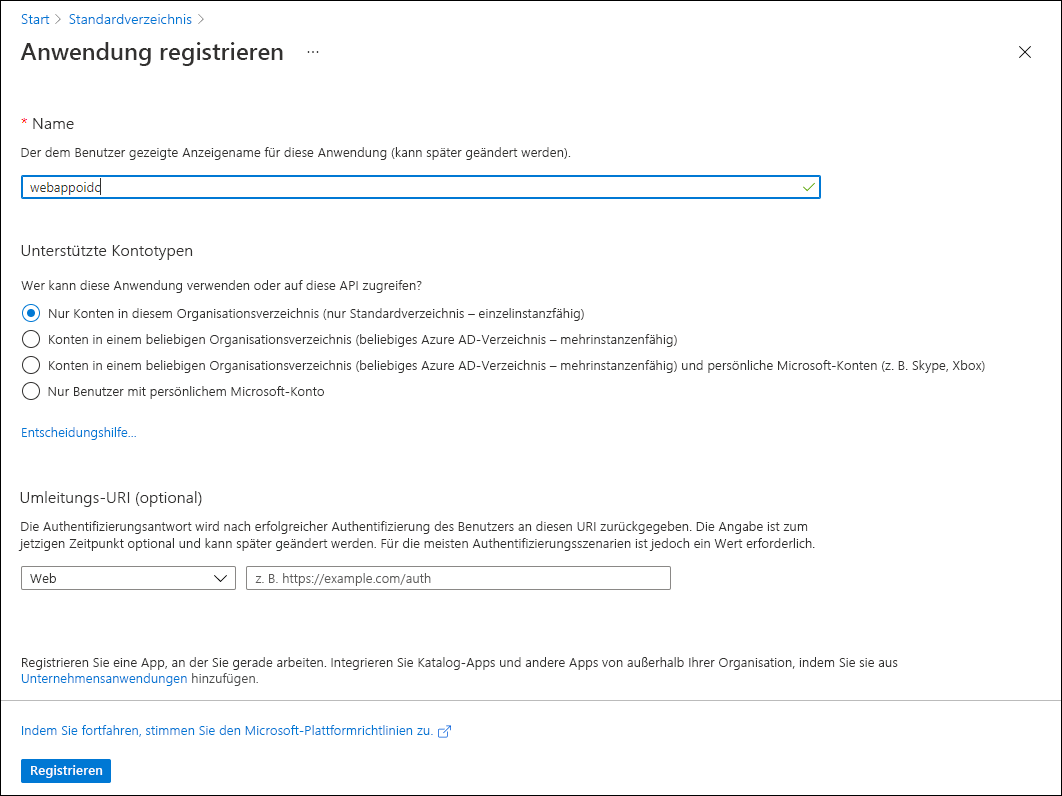 Start > Standardverzeichnis >
Anwendung registrieren ...
* Name
Der dem Benutzer gezeigte Anzeigename für diese Anwendung (kann später geändert werden).
webappoidc
Unterstützte Kontotypen
Wer kann diese Anwendung verwenden oder auf diese API zugreifen?
Nur Konten in diesem Organisationsverzeichnis (nur Standardverzeichnis – einzelinstanzfähig)
Konten in einem beliebigen Organisationsverzeichnis (beliebiges Azure AD-Verzeichnis – mehrinstanzenfähig)
Konten in einem beliebigen Organisationsverzeichnis (beliebiges Azure AD-Verzeichnis – mehrinstanzenfähig) und persönliche Microsoft-Konten (z. B. Skype, Xbox)
Nur Benutzer mit persönlichem Microsoft-Konto
Entscheidungshilfe...
Umleitungs-URI (optional)
Die Authentifizierungsantwort wird nach erfolgreicher Authentifizierung des Benutzers an diesen URI zurückgegeben. Die Angabe ist zum
jetzigen Zeitpunkt optional und kann später geändert werden. Für die meisten Authentifizierungsszenarien ist jedoch ein Wert erforderlich.
Web z. B. https://example.com/auth
Registrieren Sie eine App, an der Sie gerade arbeiten. Integrieren Sie Katalog-Apps und andere Apps von außerhalb Ihrer Organisation, indem Sie sie aus
Unternehmensanwendungen hinzufügen.
Indem Sie fortfahren, stimmen Sie den Microsoft-Plattformrichtlinien zu.
Registrieren